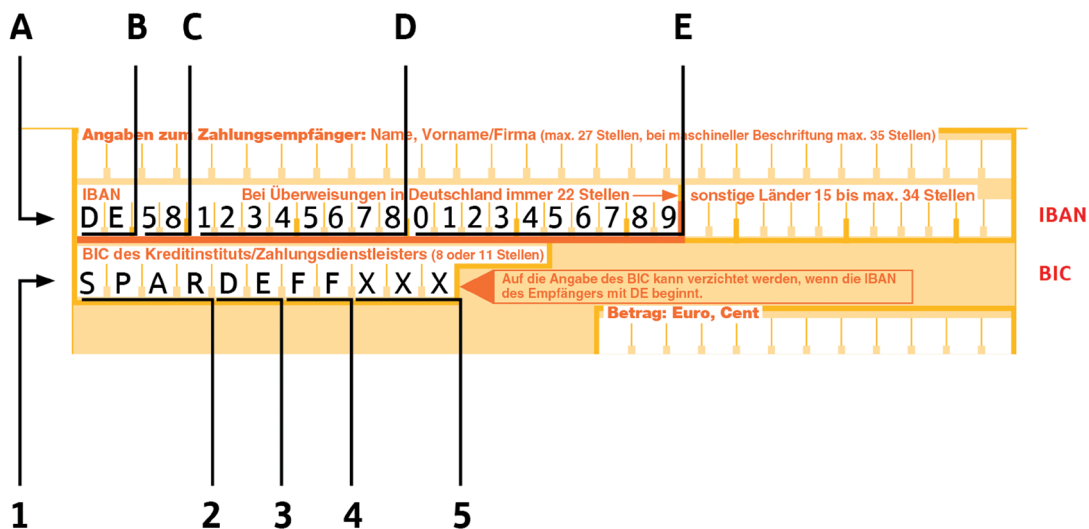 A B C D E
Angaben zum Zahlungsempfänger: Name, Vorname/Firma (max. 27 Stellen, bei maschineller Beschriftung max. 35 Stellen)
IBAN Bei Überweisungen in Deutschland immer 22 Stellen sonstige Länder 15 bis max. 34 Stellen
DE58123456780123456789 IBAN
BIC des Kreditinstituts/Zahlungsdienstleisters (8 oder 11 Stellen)
SPARDEFFXXX BIC
Auf die Angabe des BIC kann verzichtet werden, wenn die IBAN
des Empfängers mit DE beginnt.
Betrag: Euro, Cent
1 2 3 4 5